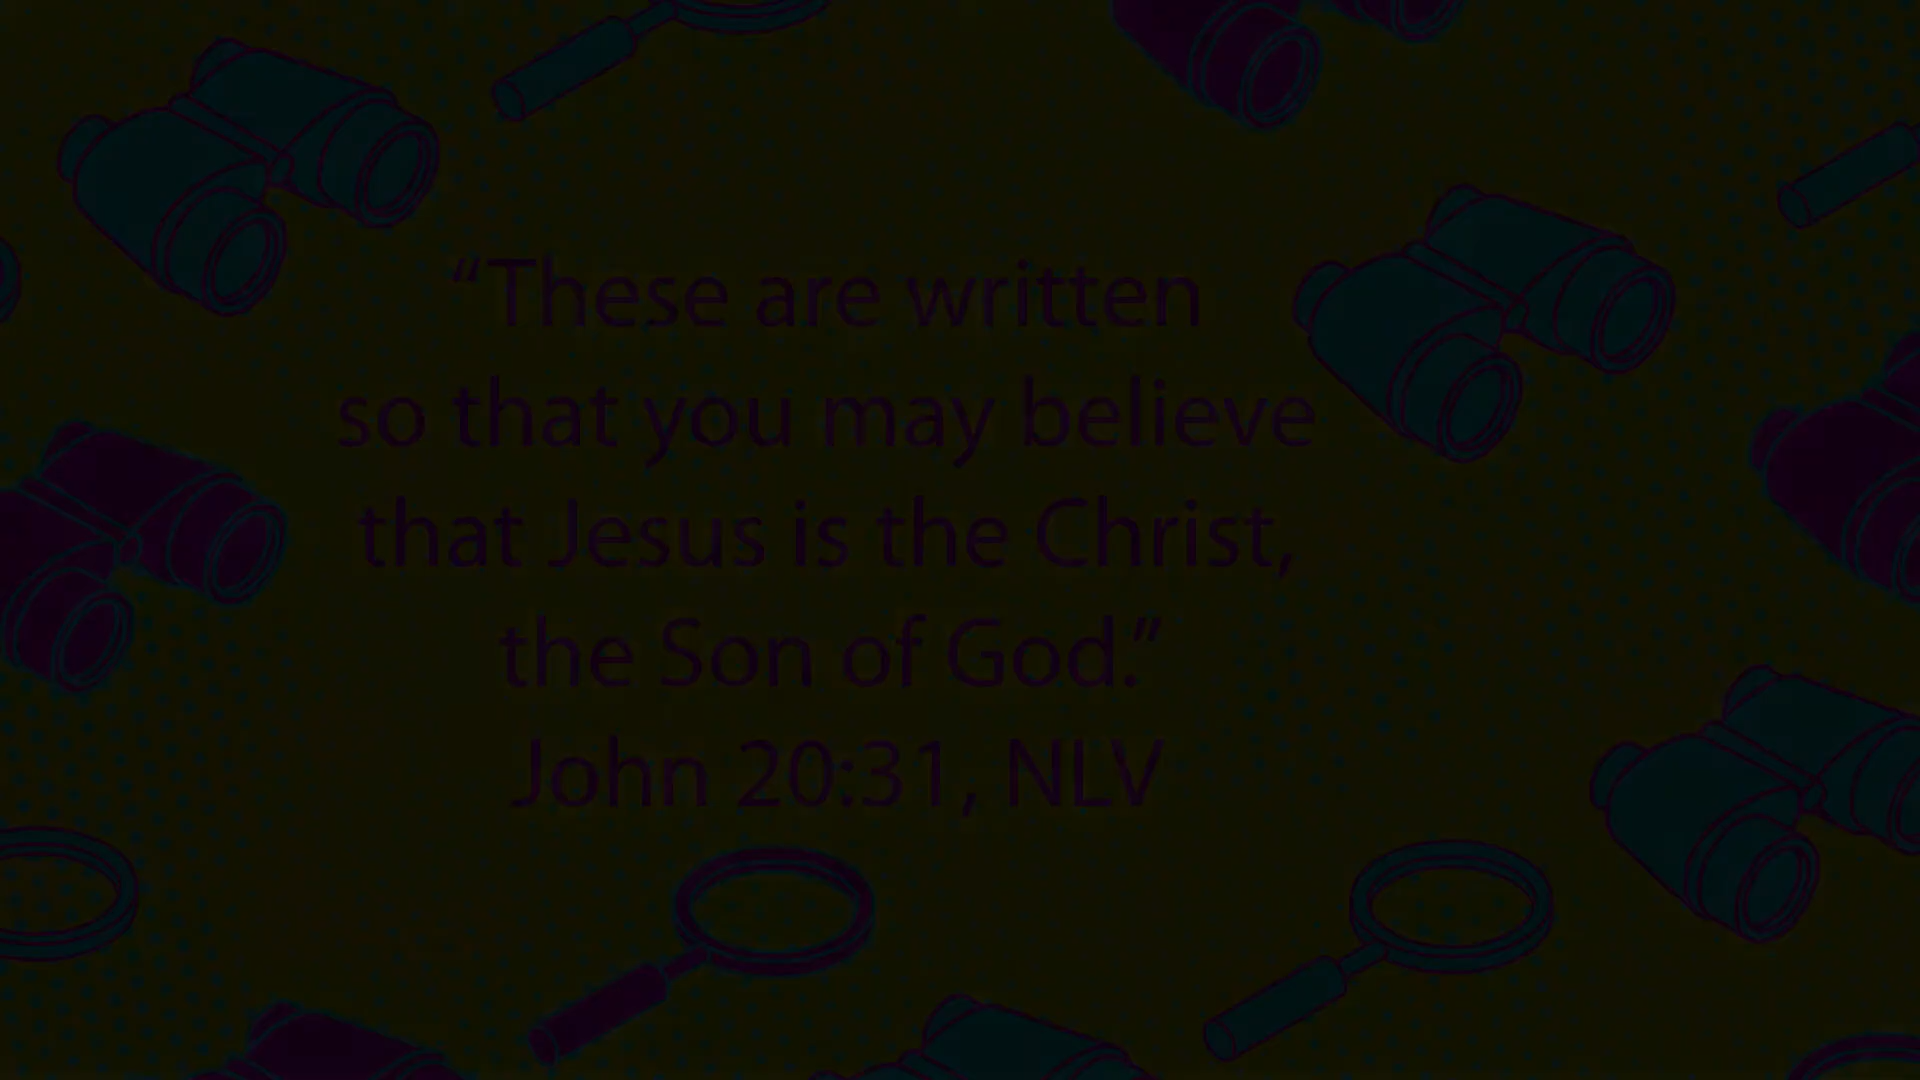 “These are written
so that you may believe
that Jesus is the Christ,
the Son of God.”
John 20:31, NLV